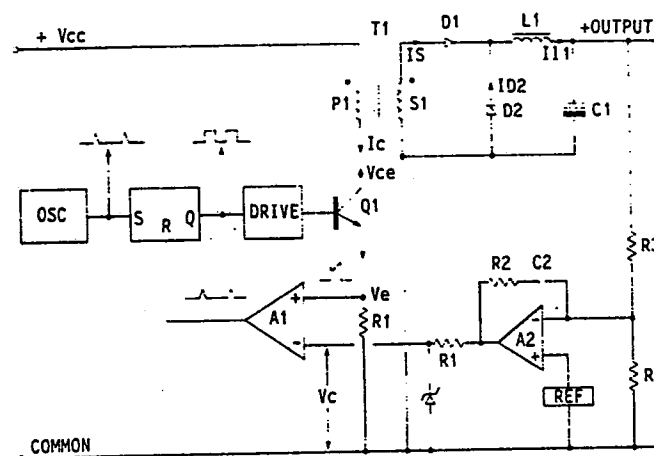 + Vcc
T1
D1
L1
+OUTPUT
IS
Il1
P1
S1
ID2
D2
C1
Ic
Vce
Q1
OSC
S R Q
DRIVE
R2 C2
Ve
A1
R1
R1
A2
Vc
REF
COMMON